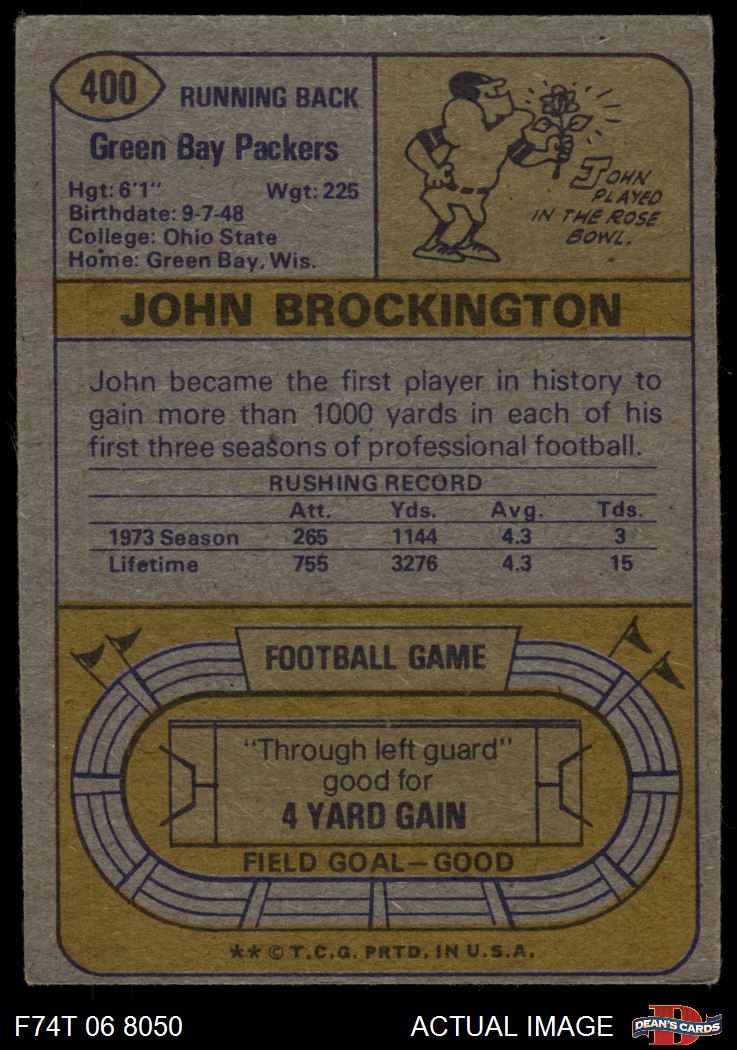 400
RUNNING BACK
Green Bay Packers
Hgt: 6'1" Wgt: 225
Birthdate: 9-7-48
College: Ohio State
Home: Green Bay, Wis.
JOHN
PLAYED
IN THE ROSE
BOWL.
JOHN BROCKINGTON
John became the first player in history to
gain more than 1000 yards in each of his
first three seasons of professional football.
RUSHING RECORD
Att. Yds. Avg. Tds.
1973 Season 265 1144 4.3 3
Lifetime 755 3276 4.3 15
FOOTBALL GAME
"Through left guard"
good for
4 YARD GAIN
FIELD GOAL—GOOD
** © T.C.G. PRTD. IN U.S.A.
F74T 06 8050 ACTUAL IMAGE
DEAN'S CARDS